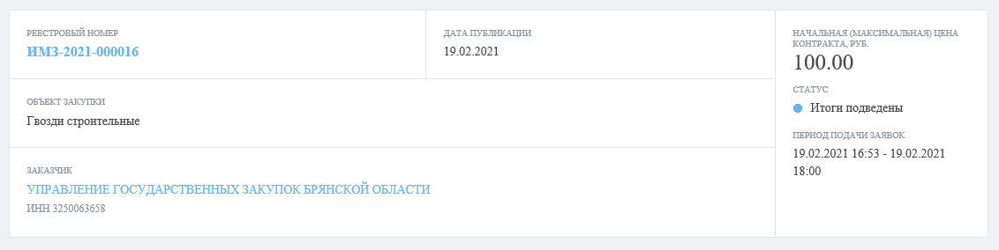 РЕЕСТРОВЫЙ НОМЕР
ИМЗ-2021-000016
ДАТА ПУБЛИКАЦИИ
19.02.2021
ОБЪЕКТ ЗАКУПКИ
Гвозди строительные
ЗАКАЗЧИК
УПРАВЛЕНИЕ ГОСУДАРСТВЕННЫХ ЗАКУПОК БРЯНСКОЙ ОБЛАСТИ
ИНН 3250063658
НАЧАЛЬНАЯ (МАКСИМАЛЬНАЯ) ЦЕНА
КОНТРАКТА, РУБ.
100.00
СТАТУС
Итоги подведены
ПЕРИОД ПОДАЧИ ЗАЯВОК
19.02.2021 16:53 - 19.02.2021
18:00